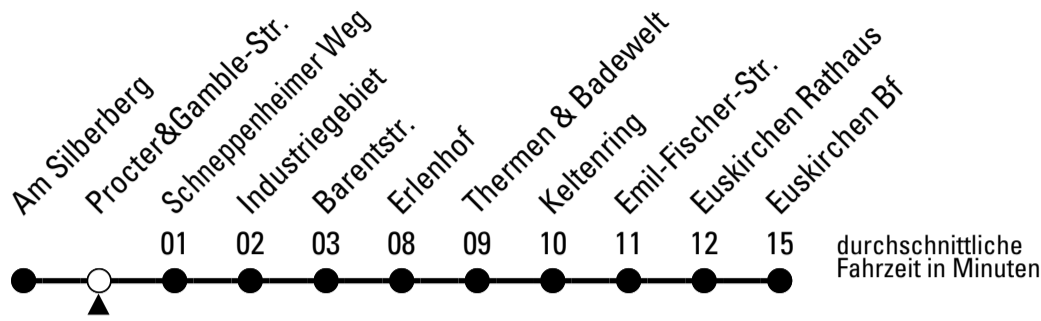 Am Silberberg
Procter&Gamble-Str.
Schneppenheimer Weg
Industriegebiet
Barentstr.
Erlenhof
Thermen & Badewelt
Keltenring
Emil-Fischer-Str.
Euskirchen Rathaus
Euskirchen Bf
01 02 03 08 09 10 11 12 15
durchschnittliche
Fahrzeit in Minuten